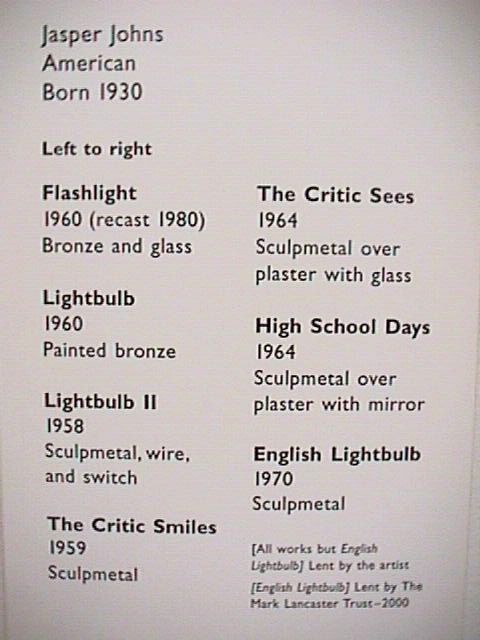 Jasper Johns
American
Born 1930
Left to right
Flashlight
1960 (recast 1980)
Bronze and glass
Lightbulb
1960
Painted bronze
Lightbulb II
1958
Sculpmetal, wire,
and switch
The Critic Smiles
1959
Sculpmetal
The Critic Sees
1964
Sculpmetal over
plaster with glass
High School Days
1964
Sculpmetal over
plaster with mirror
English Lightbulb
1970
Sculpmetal
[All works but English
Lightbulb] Lent by the artist
[English Lightbulb] Lent by The
Mark Lancaster Trust–2000